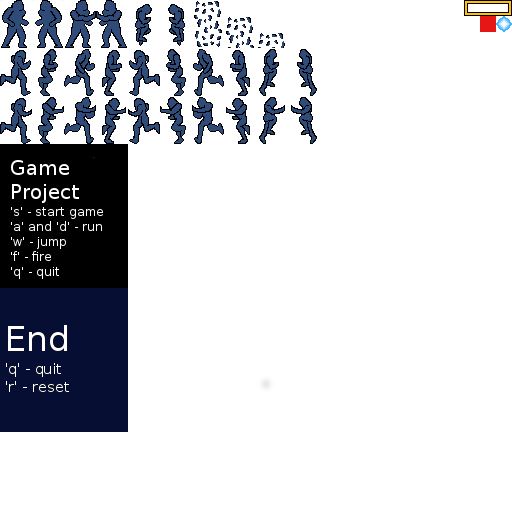 Game
Project
's' - start game
'a' and 'd' - run
'w' - jump
'f' - fire
'q' - quit
End
'q' - quit
'r' - reset